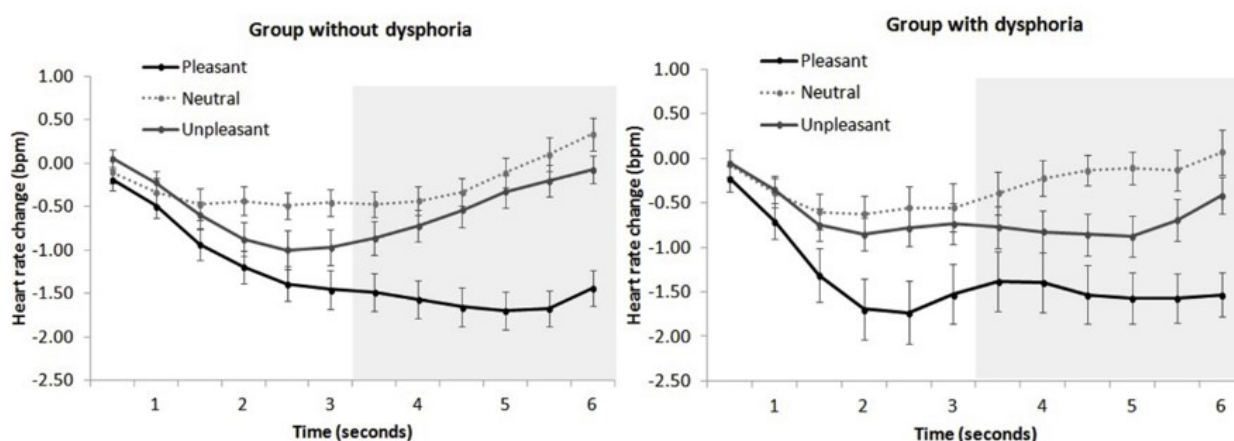 Group without dysphoria
Pleasant
Neutral
Unpleasant
1.00
0.50
0.00
-0.50
-1.00
-1.50
-2.00
-2.50
Heart rate change (bpm)
1 2 3 4 5 6
Time (seconds)
Group with dysphoria
Pleasant
Neutral
Unpleasant
1.00
0.50
0.00
-0.50
-1.00
-1.50
-2.00
-2.50
Heart rate change (bpm)
1 2 3 4 5 6
Time (seconds)